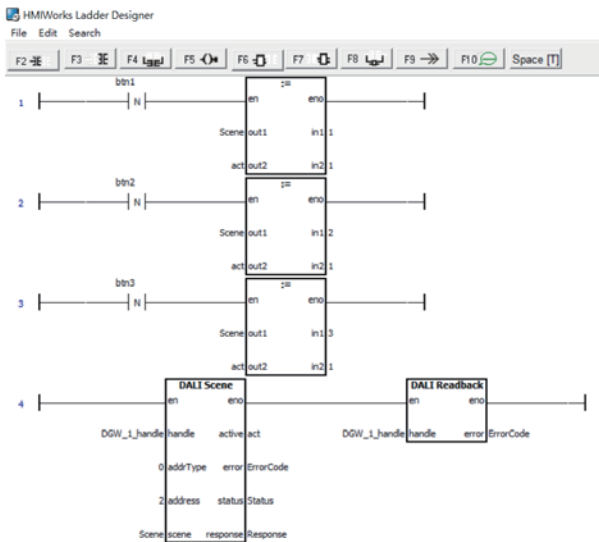 HMIWorks Ladder Designer
File Edit Search
F2 F3 F4 F5 F6 F7 F8 F9 F10 Space [T]
btn1 :=
1 N en eno
Scene out1 in1 1
act out2 in2 1
btn2 :=
2 N en eno
Scene out1 in1 2
act out2 in2 1
btn3 :=
3 N en eno
Scene out1 in1 3
act out2 in2 1
DALI Scene DALI Readback
4 en eno en eno
DGW_1_handle handle active act DGW_1_handle handle error ErrorCode
0 addrType error ErrorCode
2 address status Status
Scene scene response Response